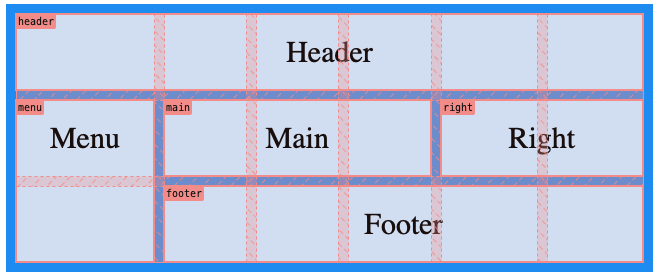 header
Header
menu
main
right
Menu
Main
Right
footer
Footer